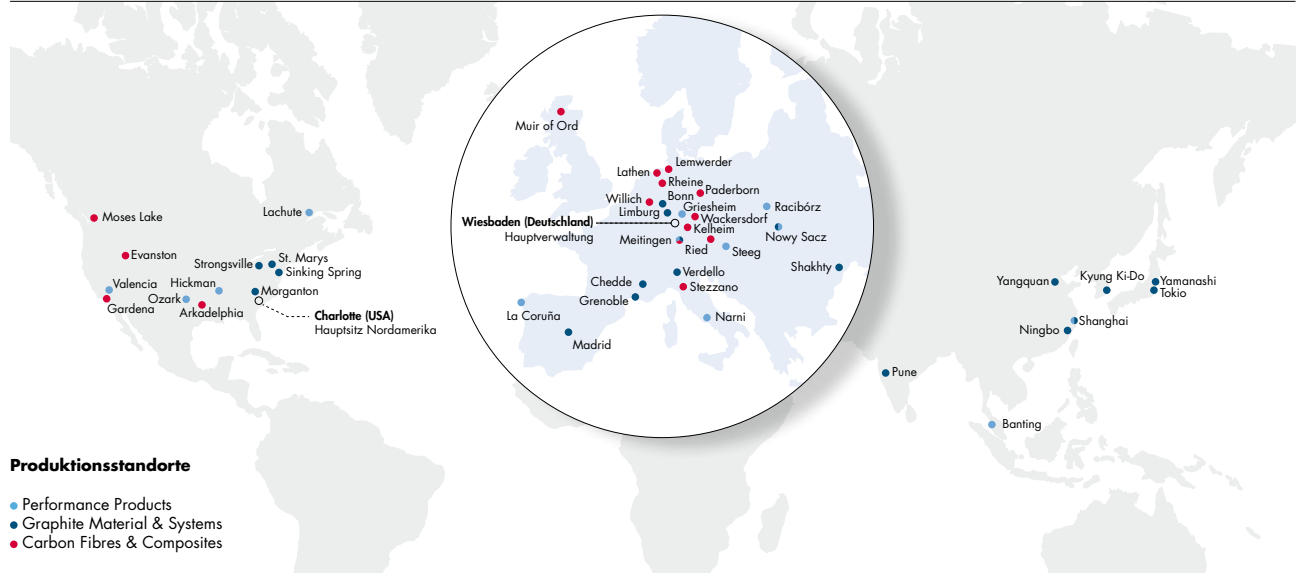 Muir of Ord
Lemwerder
Lathen
Rheine
Paderborn
Willich
Bonn
Limburg
Griesheim
Racibórz
Wackersdorf
Wiesbaden (Deutschland)
Hauptverwaltung
Kelheim
Meitingen
Ried
Steeg
Nowy Sacz
Shakhty
Verdello
Chedde
Stezzano
Grenoble
La Coruña
Narni
Madrid
Moses Lake
Lachute
Evanston
Strongsville
St. Marys
Sinking Spring
Valencia
Hickman
Morganton
Gardena
Ozark
Arkadelphia
Charlotte (USA)
Hauptsitz Nordamerika
Yangquan
Kyung Ki-Do
Yamanashi
Tokio
Shanghai
Ningbo
Pune
Banting
Produktionsstandorte
Performance Products
Graphite Material & Systems
Carbon Fibres & Composites